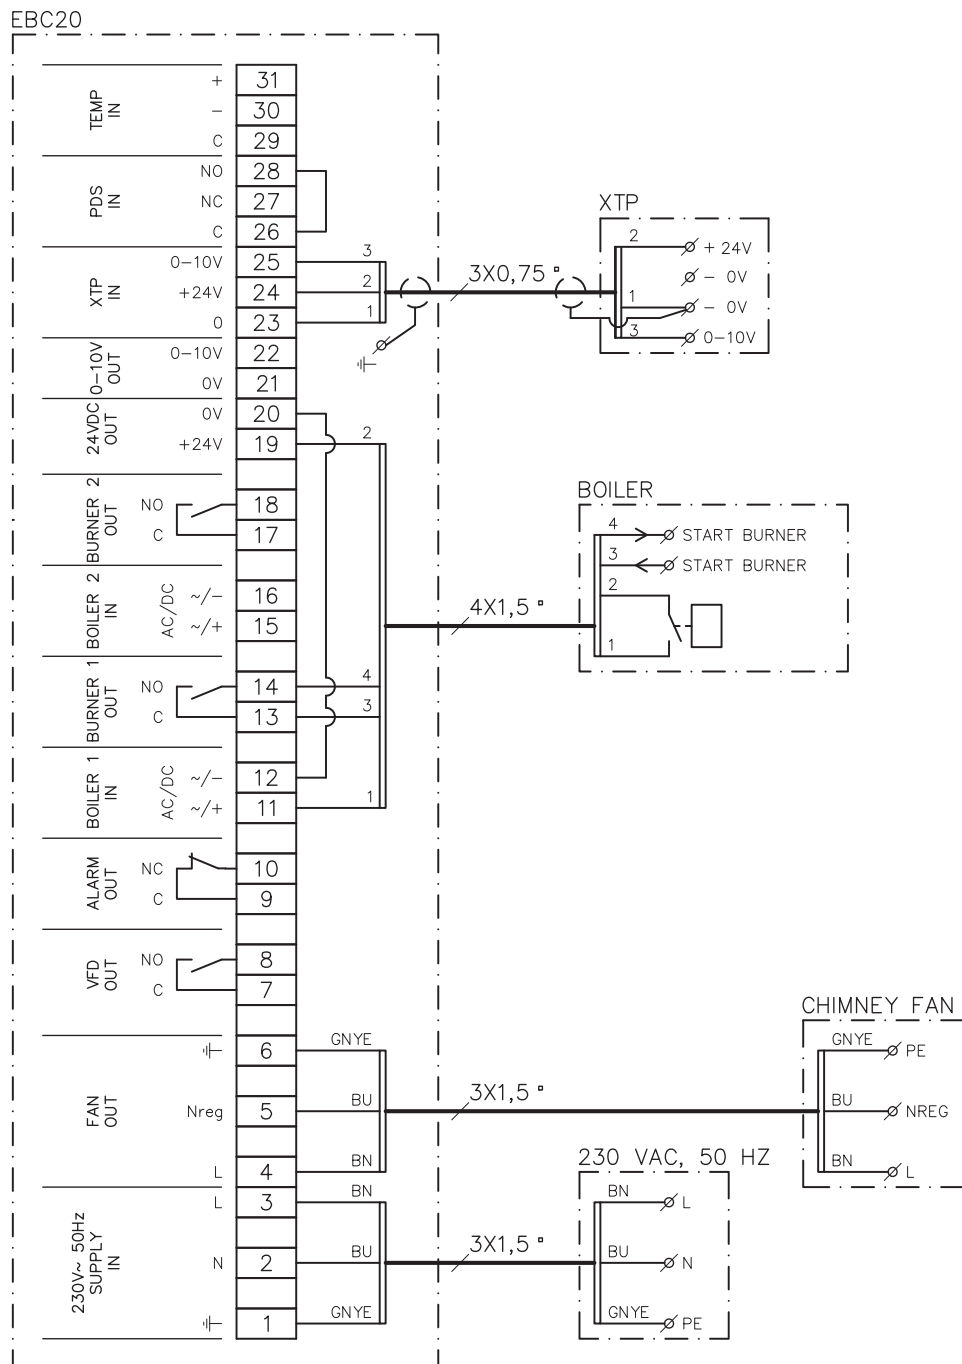 EBC20
TEMP IN
+ 31
- 30
C 29
PDS IN
NO 28
NC 27
C 26
XTP IN
0-10V 25 3
+24V 24 2
0 23 1
3X0,75 ▫
XTP
2 + 24V
- 0V
1 - 0V
3 0-10V
0-10V OUT
0-10V 22
0V 21
24VDC OUT
0V 20
+24V 19 2
BURNER 2 OUT
NO 18
C 17
BOILER 2 IN
AC/DC
~/- 16
~/+ 15
4X1,5 ▫
BOILER
4 START BURNER
3 START BURNER
2
1
BURNER 1 OUT
NO 14 4
C 13 3
BOILER 1 IN
AC/DC
~/- 12
~/+ 11 1
ALARM OUT
NC 10
C 9
VFD OUT
NO 8
C 7
FAN OUT
6 GNYE
Nreg 5 BU
L 4 BN
3X1,5 ▫
CHIMNEY FAN
GNYE PE
BU NREG
BN L
230V~ 50Hz SUPPLY IN
L 3 BN
N 2 BU
1 GNYE
3X1,5 ▫
230 VAC, 50 HZ
BN L
BU N
GNYE PE